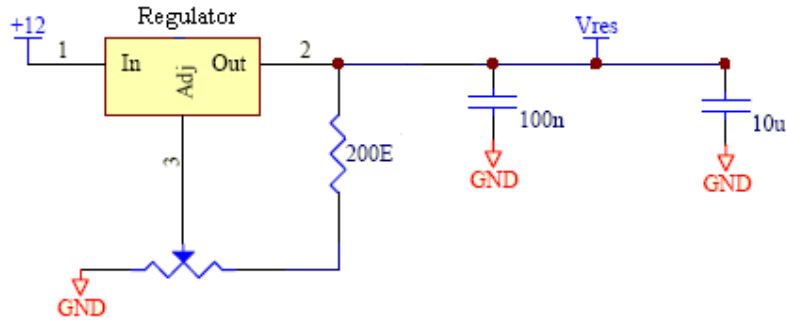 Regulator
+12
1
In
Adj
Out
2
Vres
3
200E
100n
10u
GND
GND
GND